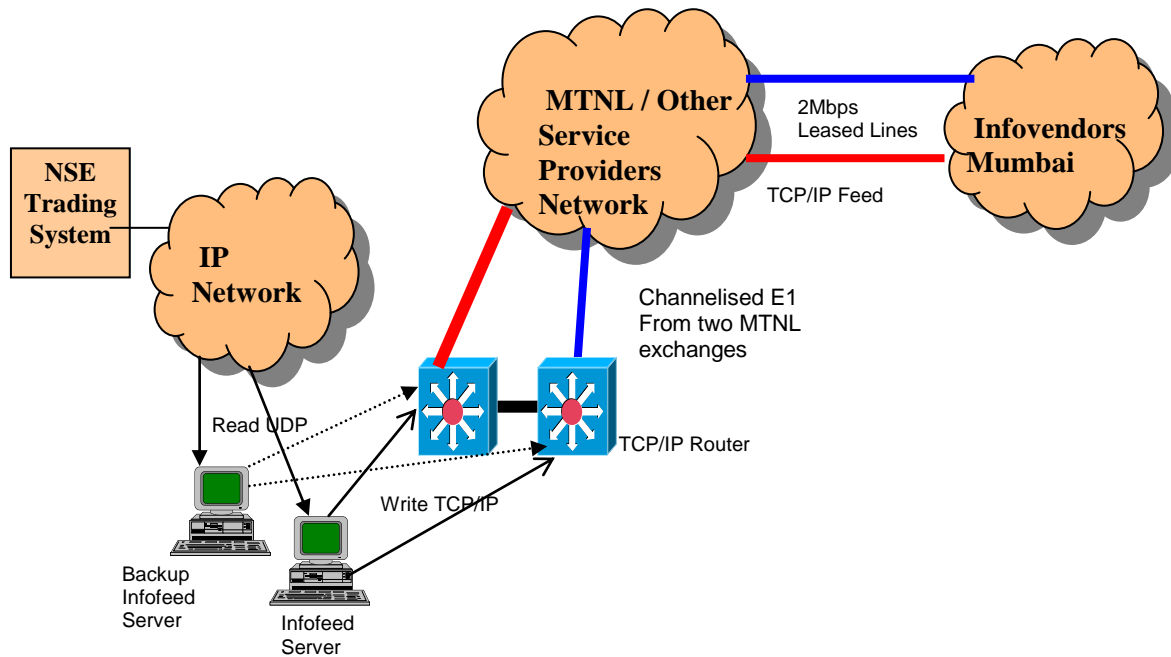 MTNL / Other
Service
Providers
Network
2Mbps
Leased Lines
Infovendors
Mumbai
TCP/IP Feed
NSE
Trading
System
IP
Network
Channelised E1
From two MTNL
exchanges
Read UDP
TCP/IP Router
Write TCP/IP
Backup
Infofeed
Server
Infofeed
Server